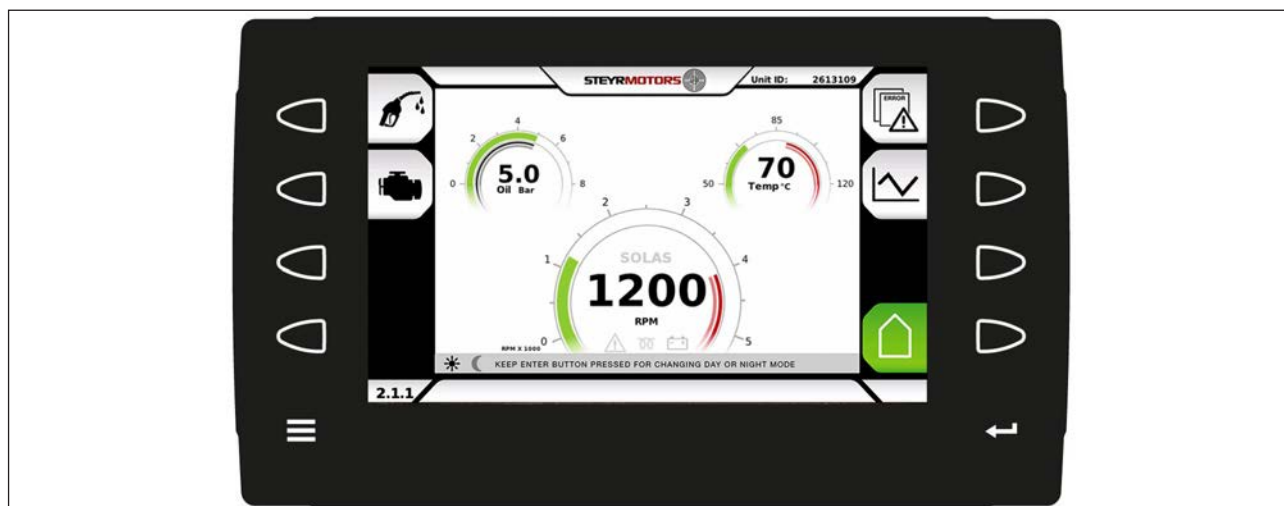 STEYRMOTORS
Unit ID: 2613109
ERROR
4
2 6
0 8
5.0
Oil Bar
85
50 120
70
Temp °C
2 3
1 4
0 5
SOLAS
1200
RPM
RPM X 1000
KEEP ENTER BUTTON PRESSED FOR CHANGING DAY OR NIGHT MODE
2.1.1